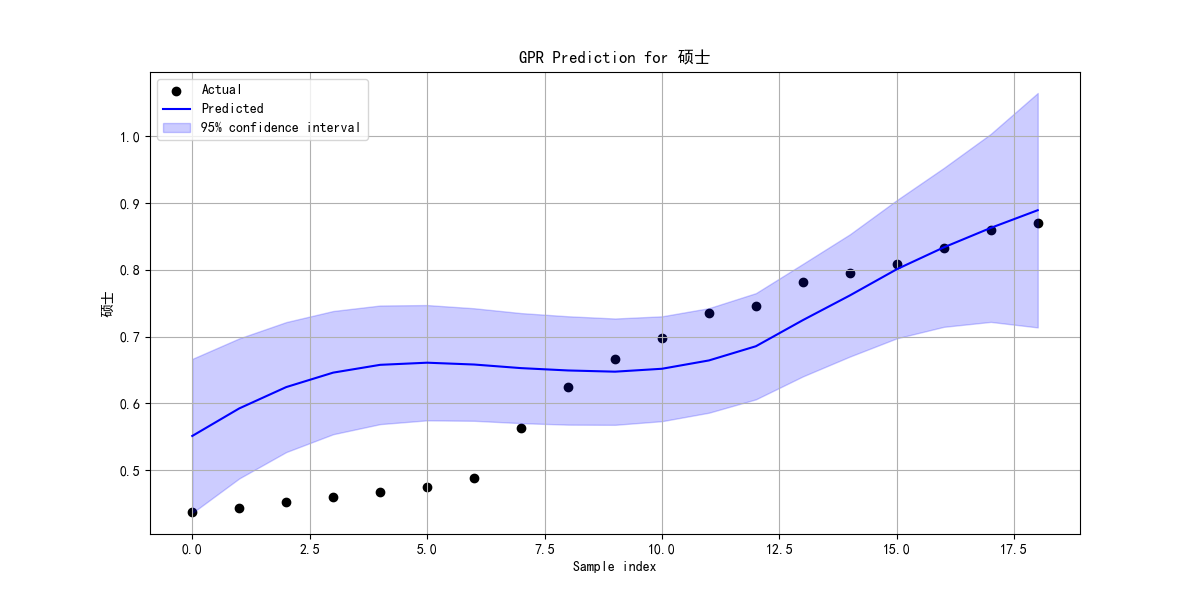 GPR Prediction for 硕士
Actual
Predicted
95% confidence interval
硕士
1.0
0.9
0.8
0.7
0.6
0.5
0.0 2.5 5.0 7.5 10.0 12.5 15.0 17.5
Sample index